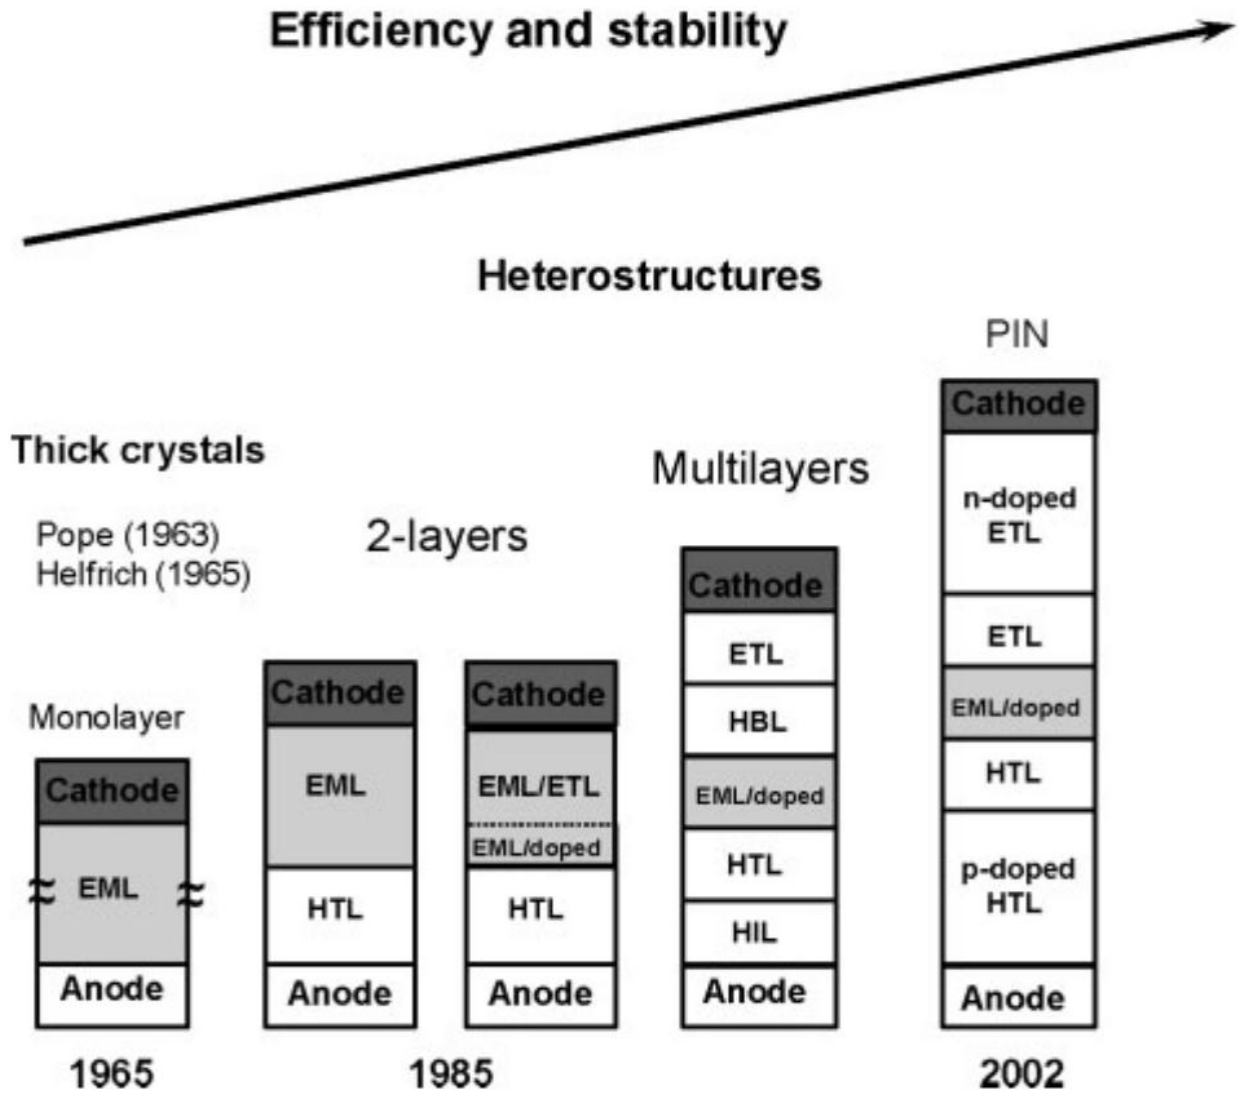 Efficiency and stability
Heterostructures
Thick crystals
Pope (1963)
Helfrich (1965)
Monolayer
Cathode
EML
Anode
1965
2-layers
Cathode
EML
HTL
Anode
Cathode
EML/ETL
EML/doped
HTL
Anode
1985
Multilayers
Cathode
ETL
HBL
EML/doped
HTL
HIL
Anode
PIN
Cathode
n-doped
ETL
ETL
EML/doped
HTL
p-doped
HTL
Anode
2002